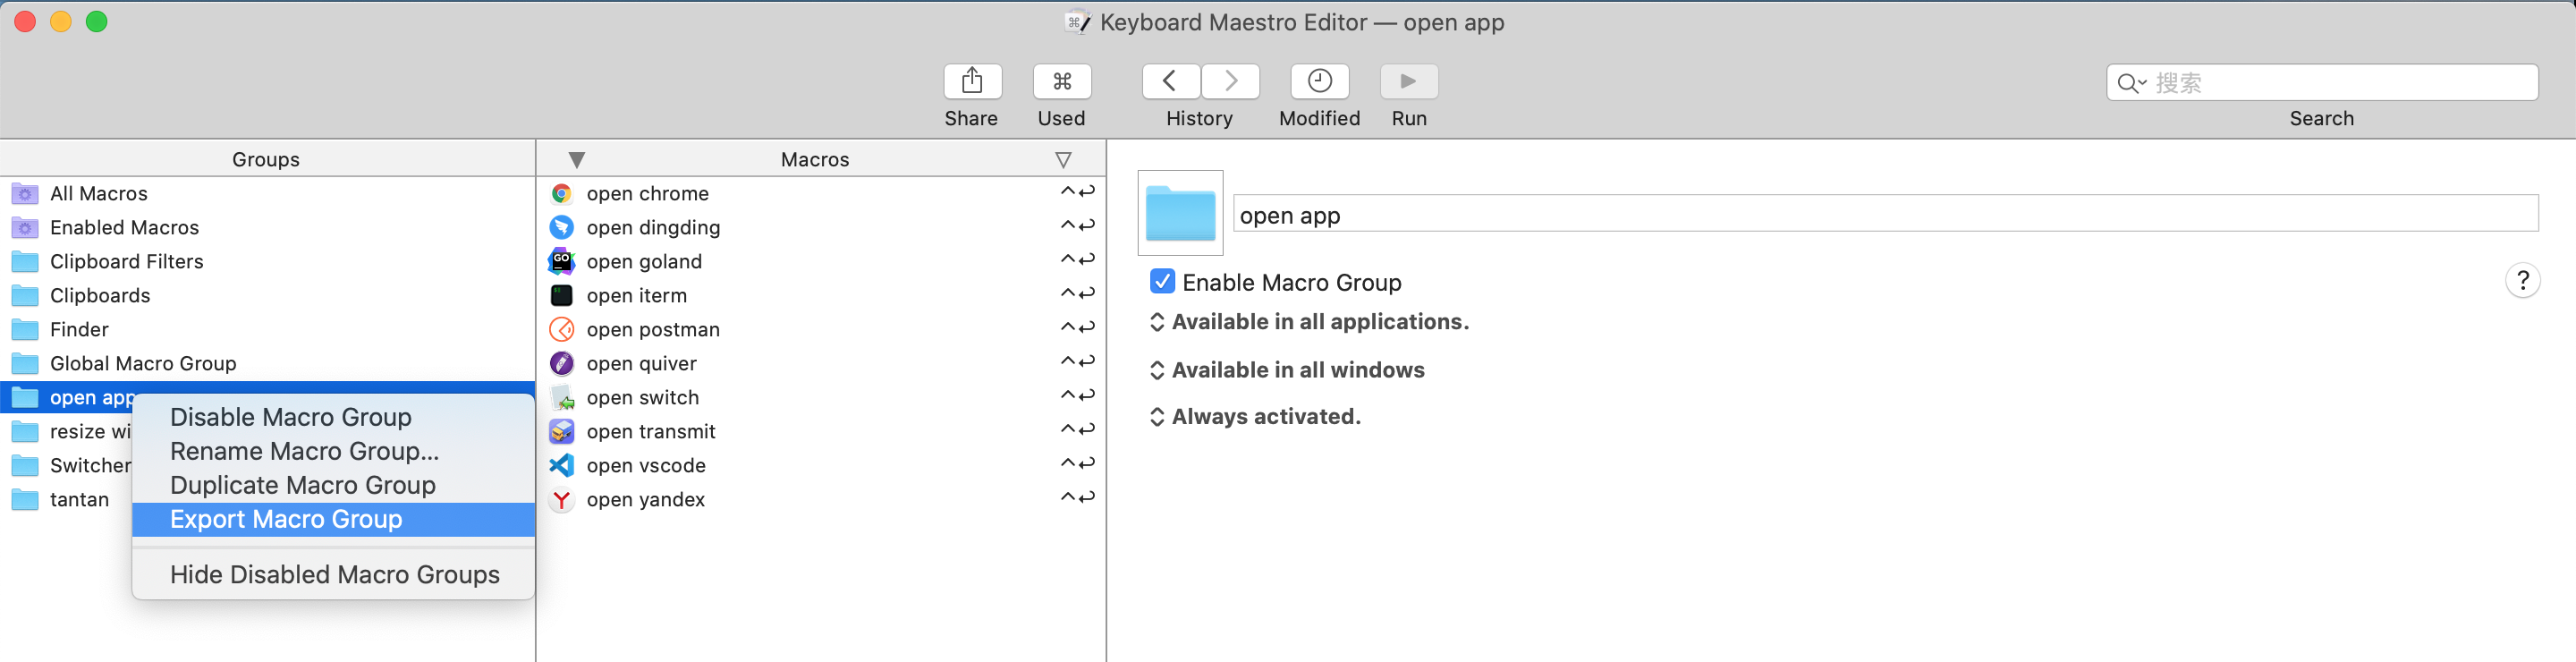 Keyboard Maestro Editor — open app
Share
Used
History
Modified
Run
搜索
Search
Groups
All Macros
Enabled Macros
Clipboard Filters
Clipboards
Finder
Global Macro Group
open app
resize wi
Switcher
tantan
Disable Macro Group
Rename Macro Group...
Duplicate Macro Group
Export Macro Group
Hide Disabled Macro Groups
Macros
open chrome ^↩
open dingding ^↩
GO open goland ^↩
open iterm ^↩
open postman ^↩
open quiver ^↩
open switch ^↩
open transmit ^↩
open vscode ^↩
Y open yandex ^↩
open app
Enable Macro Group
?
Available in all applications.
Available in all windows
Always activated.